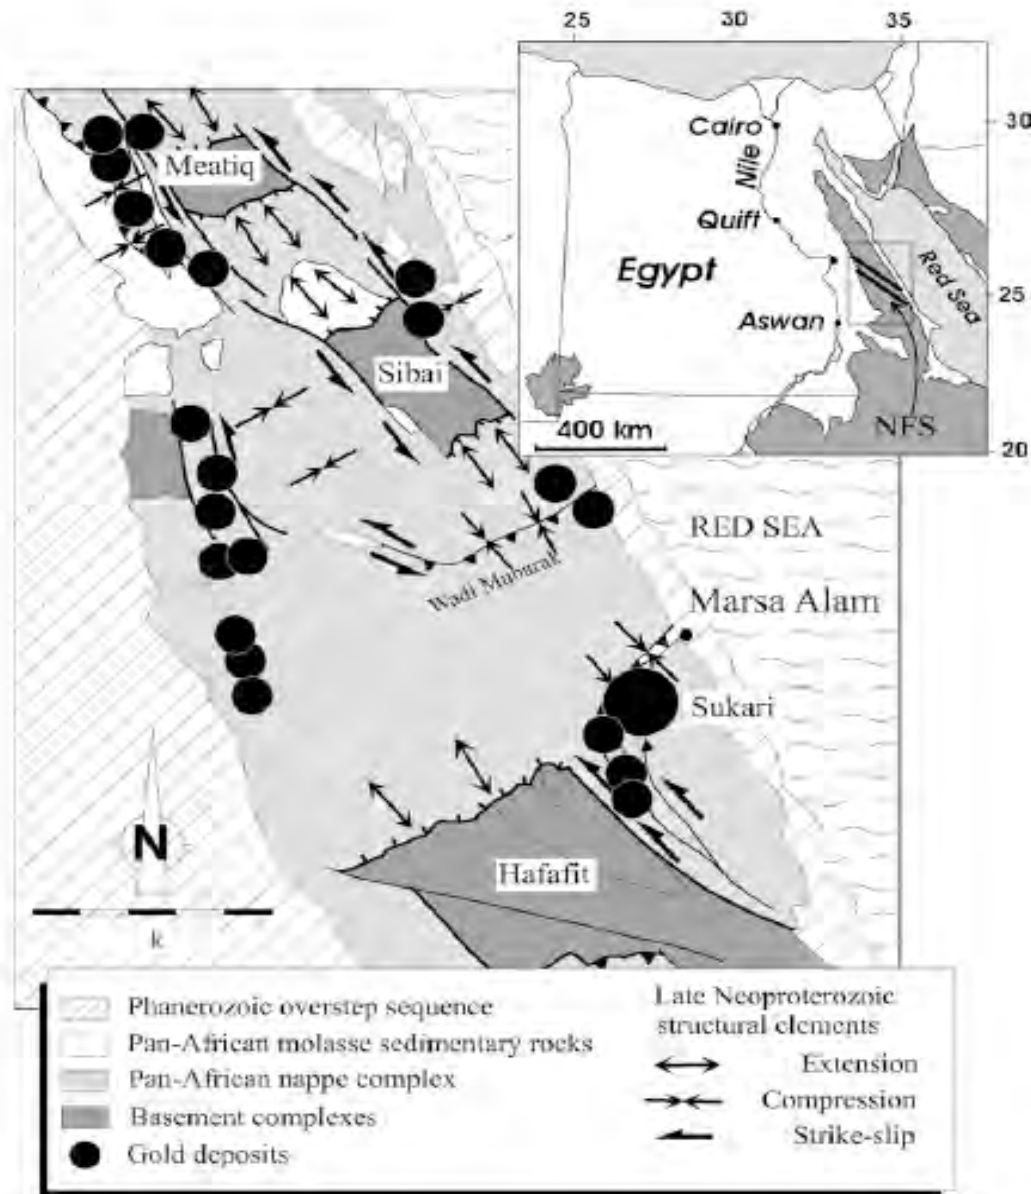 25 30 35
30
25
20
Cairo
Nile
Quift
Egypt
Aswan
Red Sea
400 km
NFS
Meatiq
Sibai
Wadi Mubarak
RED SEA
Marsa Alam
Sukari
Hafafit
N
k
Phanerozoic overstep sequence
Pan-African molasse sedimentary rocks
Pan-African nappe complex
Basement complexes
Gold deposits
Late Neoproterozoic
structural elements
Extension
Compression
Strike-slip